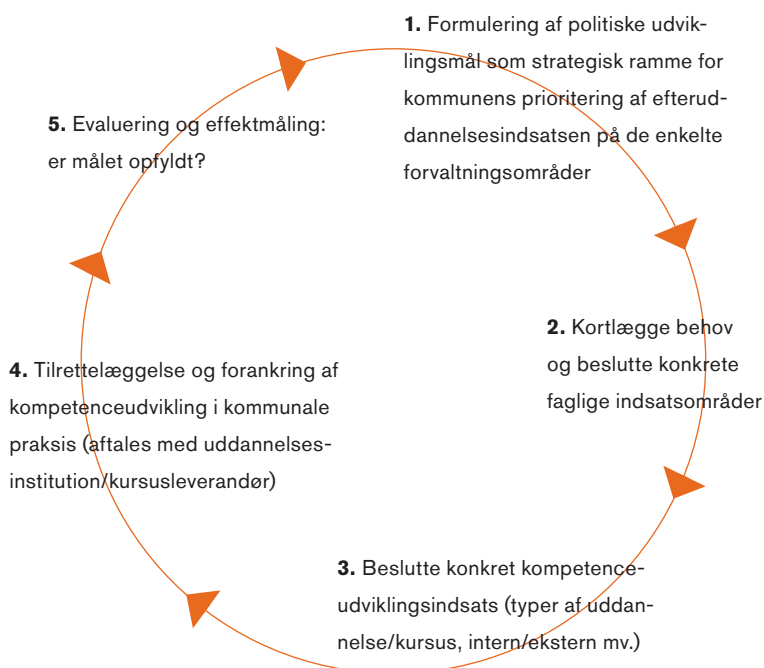 1. Formulering af politiske udvik-
lingsmål som strategisk ramme for
kommunens prioritering af efterud-
dannelsesindsatsen på de enkelte
forvaltningsområder
2. Kortlægge behov
og beslutte konkrete
faglige indsatsområder
3. Beslutte konkret kompetence-
udviklingsindsats (typer af uddan-
nelse/kursus, intern/ekstern mv.)
4. Tilrettelæggelse og forankring af
kompetenceudvikling i kommunale
praksis (aftales med uddannelses-
institution/kursusleverandør)
5. Evaluering og effektmåling:
er målet opfyldt?